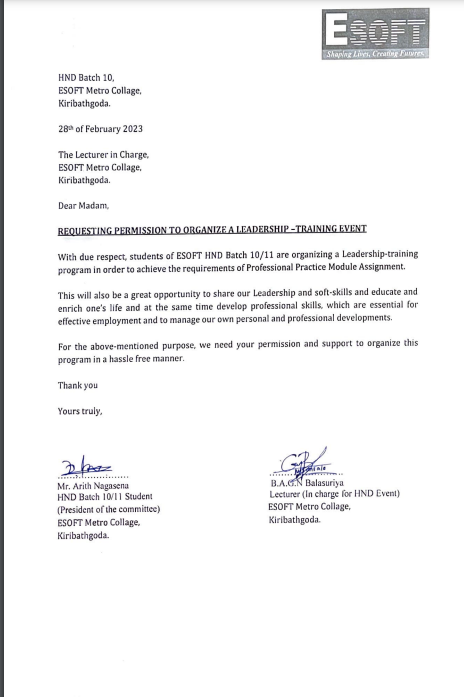 ESOFT
Shaping Lives, Creating Futures.
HND Batch 10,
ESOFT Metro Collage,
Kiribathgoda.
28th of February 2023
The Lecturer in Charge,
ESOFT Metro Collage,
Kiribathgoda.
Dear Madam,
REQUESTING PERMISSION TO ORGANIZE A LEADERSHIP –TRAINING EVENT
With due respect, students of ESOFT HND Batch 10/11 are organizing a Leadership-training
program in order to achieve the requirements of Professional Practice Module Assignment.
This will also be a great opportunity to share our Leadership and soft-skills and educate and
enrich one's life and at the same time develop professional skills, which are essential for
effective employment and to manage our own personal and professional developments.
For the above-mentioned purpose, we need your permission and support to organize this
program in a hassle free manner.
Thank you
Yours truly,
Mr. Arith Nagasena
HND Batch 10/11 Student
(President of the committee)
ESOFT Metro Collage,
Kiribathgoda.
B.A.G.N Balasuriya
Lecturer (In charge for HND Event)
ESOFT Metro Collage,
Kiribathgoda.